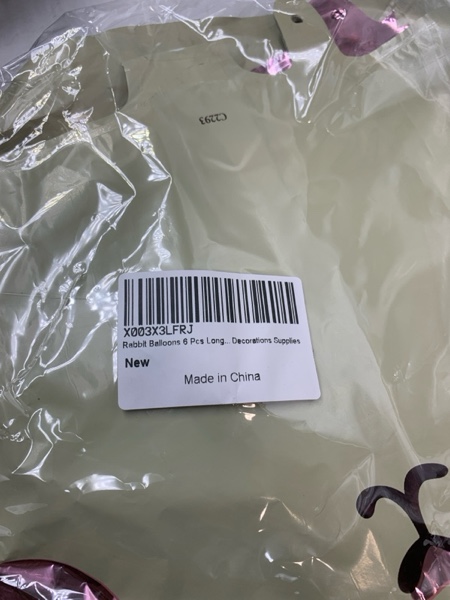 C2293
X003X3LFRJ
Rabbit Balloons 6 Pcs Long... Decorations Supplies
New
Made in China